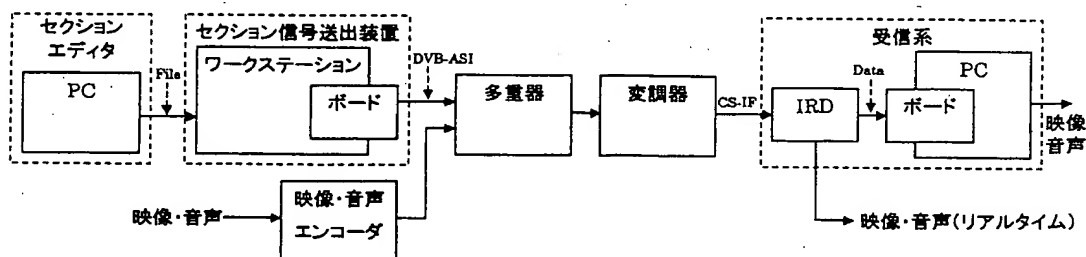 セクション
エディタ
PC
File
セクション信号送出装置
ワークステーション
ボード
DVB-ASI
多重器
変調器
CS-IF
受信系
IRD
Data
PC
ボード
映像
音声
映像・音声
映像・音声
エンコーダ
映像・音声(リアルタイム)